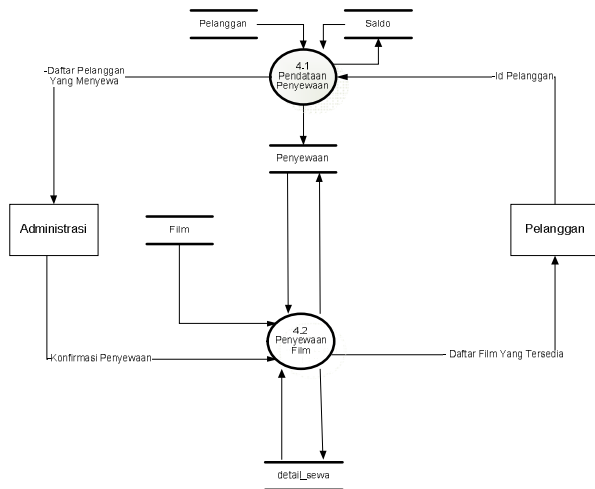 Pelanggan
Saldo
4.1
Pendataan
Penyewaan
-Daftar Pelanggan
Yang Menyewa
-Id Pelanggan
Penyewaan
Administrasi
Film
Pelanggan
4.2
Penyewaan
Film
-Konfirmasi Penyewaan
Daftar Film Yang Tersedia
detail_sewa